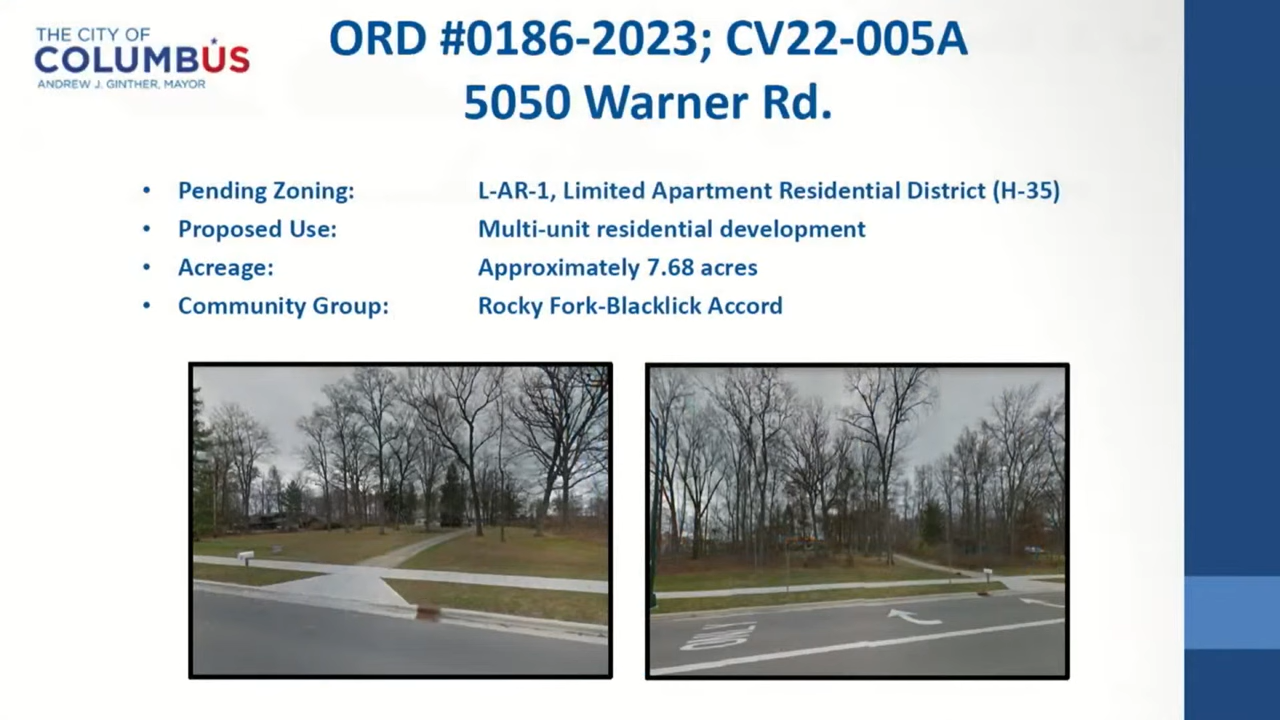 THE CITY OF
COLUMBUS
ANDREW J. GINTHER, MAYOR
ORD #0186-2023; CV22-005A
5050 Warner Rd.
• Pending Zoning: L-AR-1, Limited Apartment Residential District (H-35)
• Proposed Use: Multi-unit residential development
• Acreage: Approximately 7.68 acres
• Community Group: Rocky Fork-Blacklick Accord
ONLY